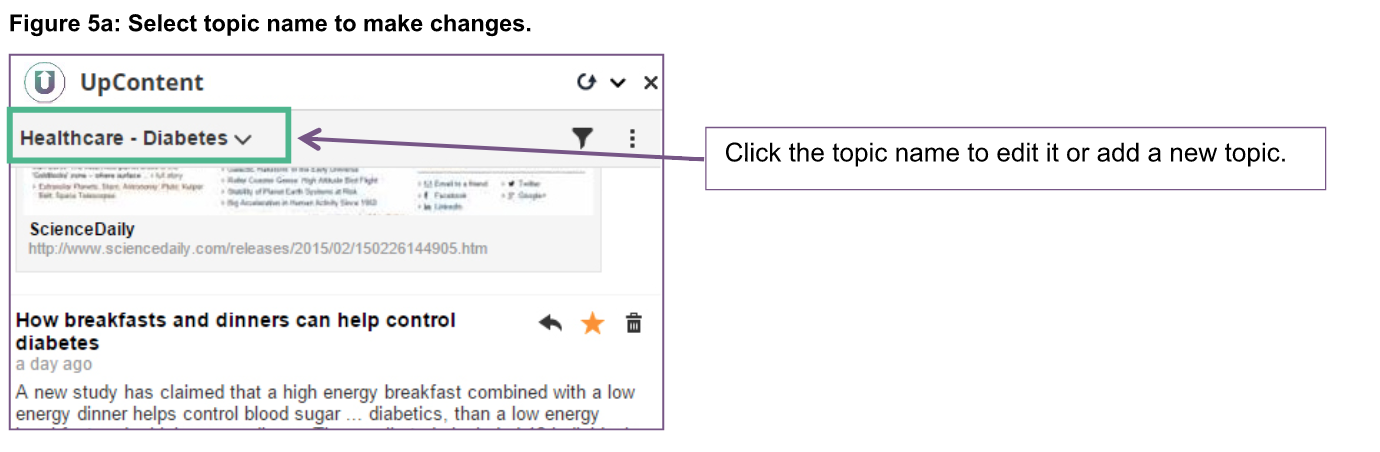 Figure 5a: Select topic name to make changes.
UpContent
Healthcare - Diabetes
Click the topic name to edit it or add a new topic.
'Goldilocks' zone - where surface ... › full story
› Extrasolar Planets; Stars; Astronomy; Pluto; Kuiper
Belt; Space Telescopes
› Galactic in the Early Universe
› Roller Coaster Geese: High Altitude Bird Flight
› Stability of Planet Earth Systems at Risk
› Big Acceleration in Human Activity Since 1950
› Email to a friend › Twitter
› Facebook › Google+
› LinkedIn
ScienceDaily
http://www.sciencedaily.com/releases/2015/02/150226144905.htm
How breakfasts and dinners can help control
diabetes
a day ago
A new study has claimed that a high energy breakfast combined with a low
energy dinner helps control blood sugar ... diabetics, than a low energy